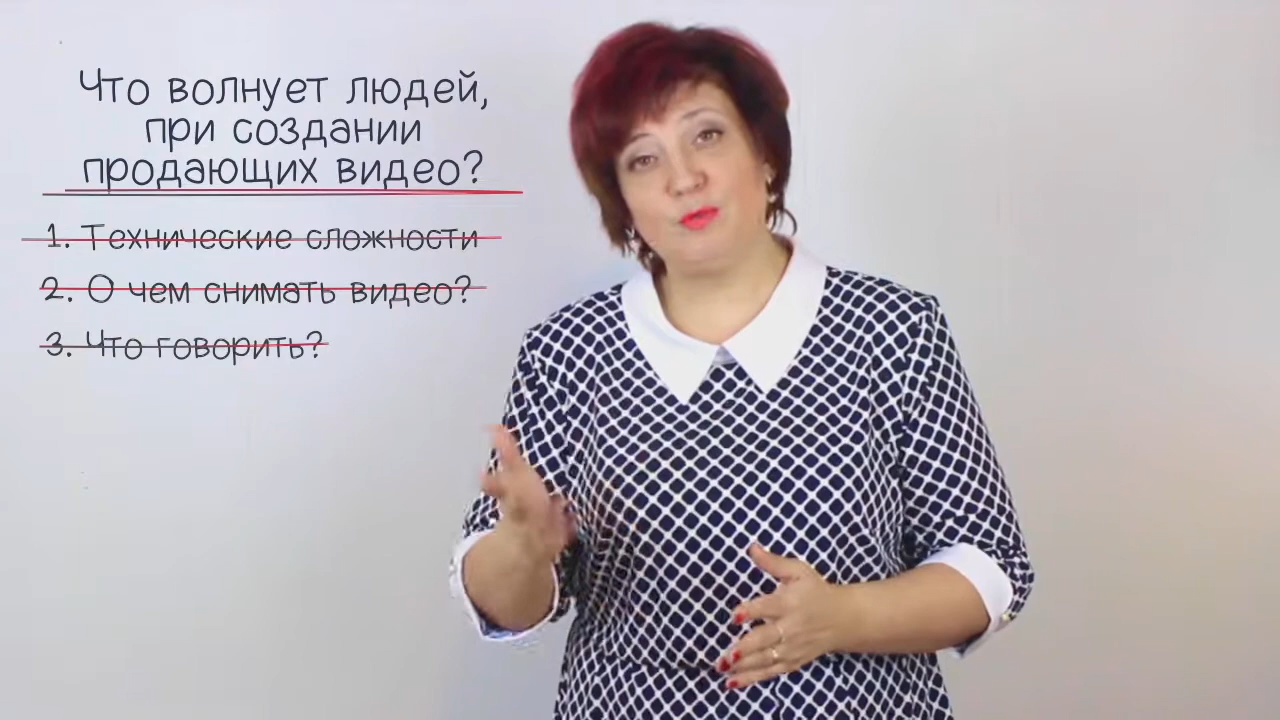 Что волнует людей,
при создании
продающих видео?
1. Технические сложности
2. О чем снимать видео?
3. Что говорить?